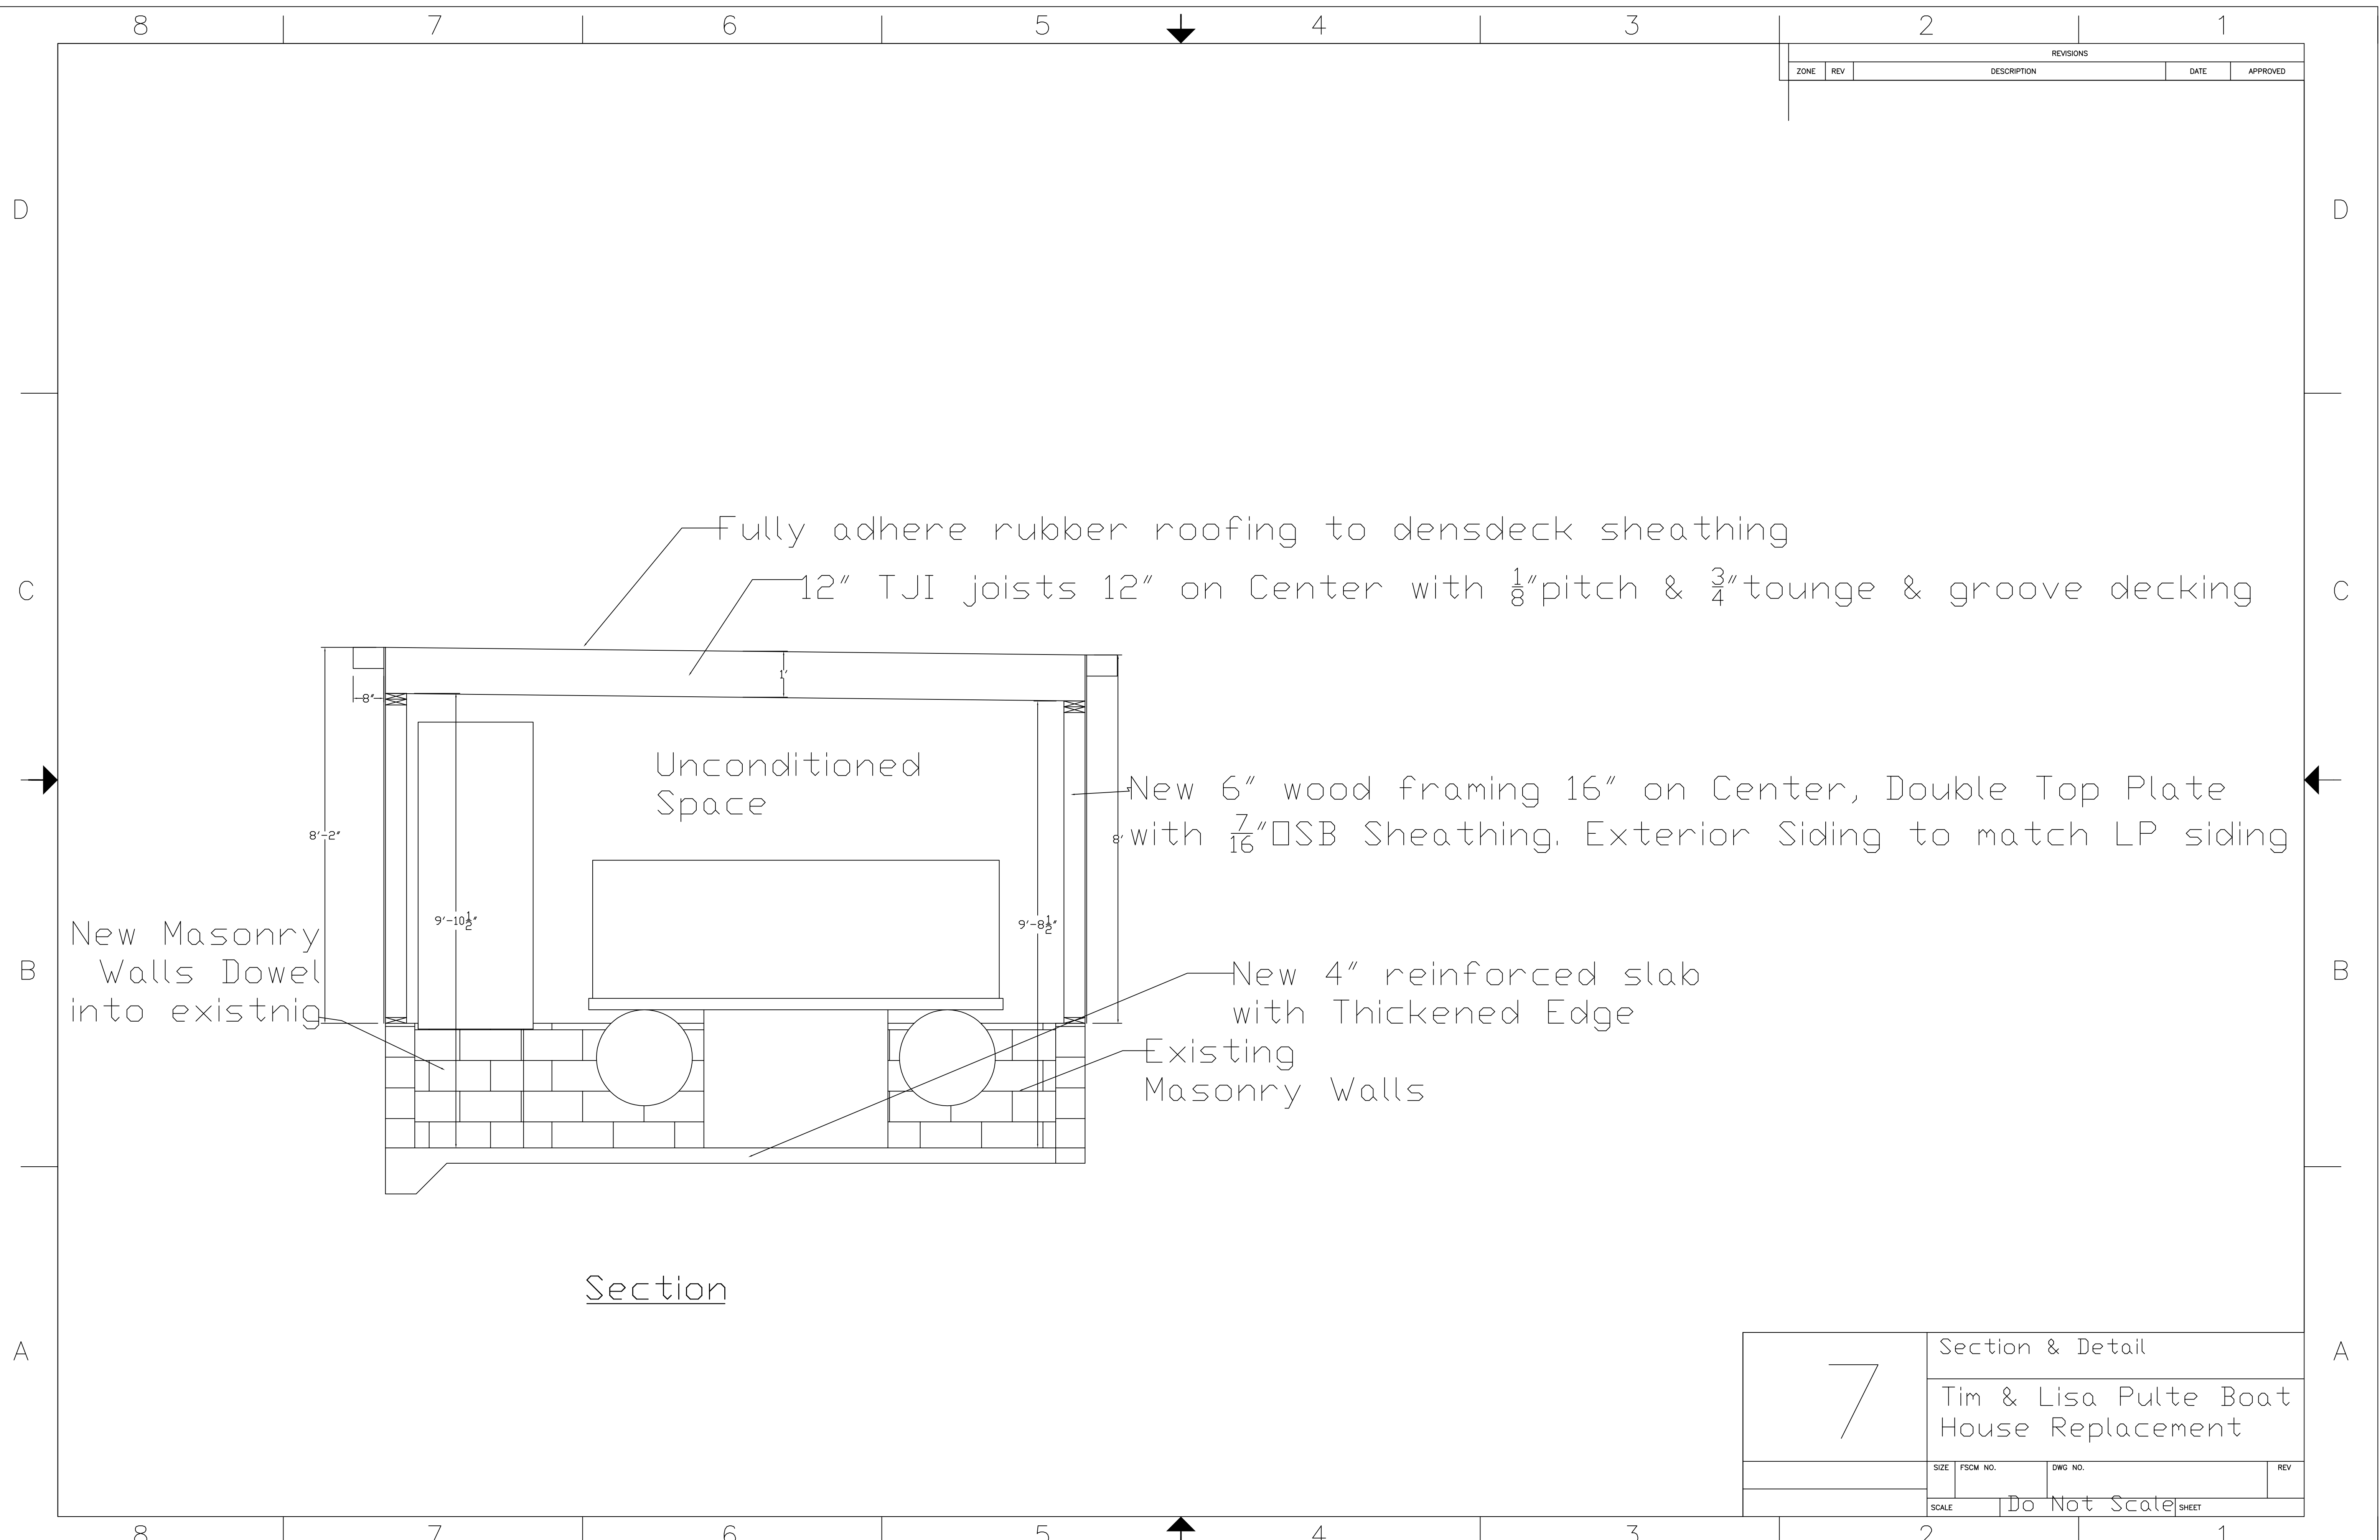 8 7 6 5 4 3 2 1
REVISIONS
ZONE REV DESCRIPTION DATE APPROVED
D D
Fully adhere rubber roofing to densdeck sheathing
12" TJI joists 12" on Center with 1/8"pitch & 3/4"tounge & groove decking
C C
1'
8"
Unconditioned
Space
New 6" wood framing 16" on Center, Double Top Plate
with 7/16"OSB Sheathing. Exterior Siding to match LP siding
8'-2"
8'
9'-10 1/2"
9'-8 1/2"
New Masonry
Walls Dowel
into existnig
B B
New 4" reinforced slab
with Thickened Edge
Existing
Masonry Walls
Section
A A
7
Section & Detail
Tim & Lisa Pulte Boat
House Replacement
SIZE FSCM NO. DWG NO. REV
SCALE Do Not Scale SHEET
8 7 6 5 4 3 2 1